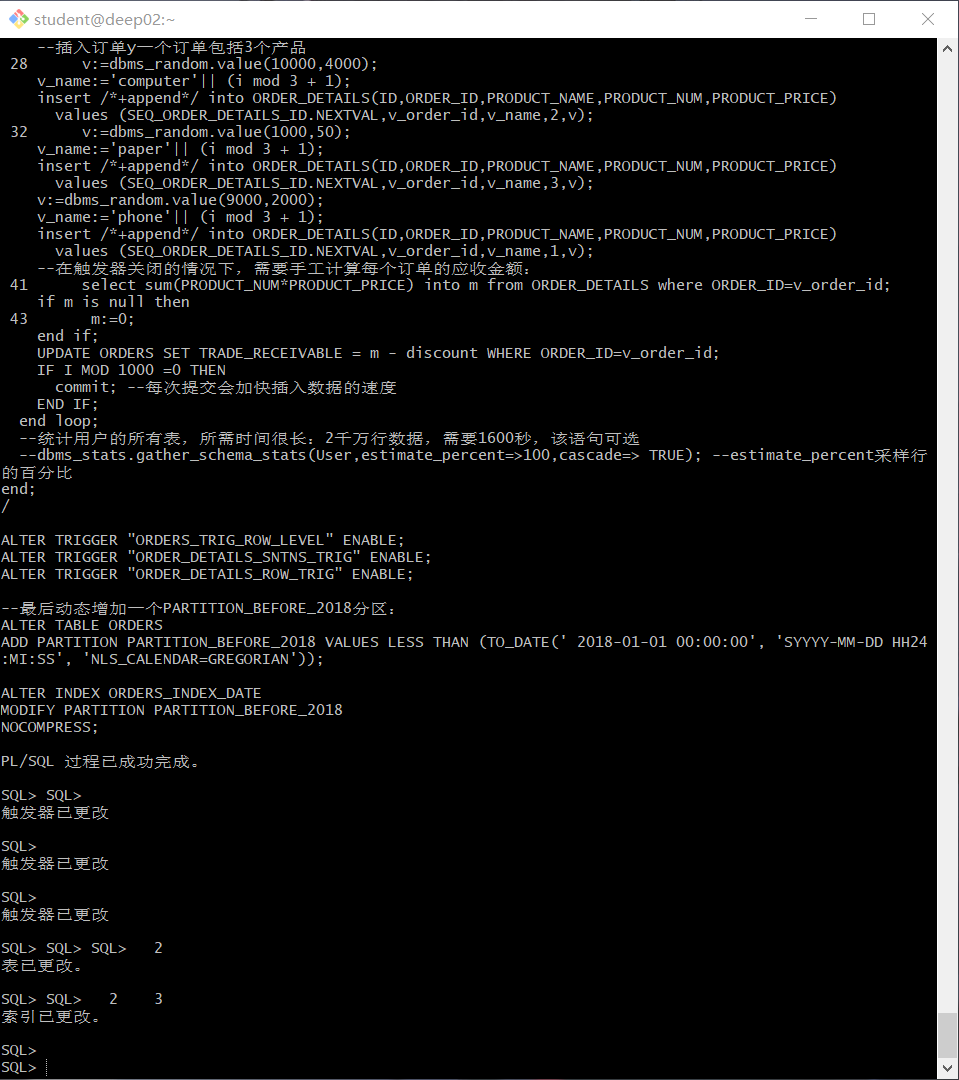 student@deep02:~
--插入订单y一个订单包括3个产品
28      v:=dbms_random.value(10000,4000);
v_name:='computer'|| (i mod 3 + 1);
insert /*+append*/ into ORDER_DETAILS(ID,ORDER_ID,PRODUCT_NAME,PRODUCT_NUM,PRODUCT_PRICE)
values (SEQ_ORDER_DETAILS_ID.NEXTVAL,v_order_id,v_name,2,v);
32      v:=dbms_random.value(1000,50);
v_name:='paper'|| (i mod 3 + 1);
insert /*+append*/ into ORDER_DETAILS(ID,ORDER_ID,PRODUCT_NAME,PRODUCT_NUM,PRODUCT_PRICE)
values (SEQ_ORDER_DETAILS_ID.NEXTVAL,v_order_id,v_name,3,v);
v:=dbms_random.value(9000,2000);
v_name:='phone'|| (i mod 3 + 1);
insert /*+append*/ into ORDER_DETAILS(ID,ORDER_ID,PRODUCT_NAME,PRODUCT_NUM,PRODUCT_PRICE)
values (SEQ_ORDER_DETAILS_ID.NEXTVAL,v_order_id,v_name,1,v);
--在触发器关闭的情况下，需要手工计算每个订单的应收金额：
41      select sum(PRODUCT_NUM*PRODUCT_PRICE) into m from ORDER_DETAILS where ORDER_ID=v_order_id;
if m is null then
43       m:=0;
end if;
UPDATE ORDERS SET TRADE_RECEIVABLE = m - discount WHERE ORDER_ID=v_order_id;
IF I MOD 1000 =0 THEN
commit; --每次提交会加快插入数据的速度
END IF;
end loop;
--统计用户的所有表，所需时间很长：2千万行数据，需要1600秒，该语句可选
--dbms_stats.gather_schema_stats(User,estimate_percent=>100,cascade=> TRUE); --estimate_percent采样行
的百分比
end;
/
ALTER TRIGGER "ORDERS_TRIG_ROW_LEVEL" ENABLE;
ALTER TRIGGER "ORDER_DETAILS_SNTNS_TRIG" ENABLE;
ALTER TRIGGER "ORDER_DETAILS_ROW_TRIG" ENABLE;
--最后动态增加一个PARTITION_BEFORE_2018分区：
ALTER TABLE ORDERS
ADD PARTITION PARTITION_BEFORE_2018 VALUES LESS THAN (TO_DATE(' 2018-01-01 00:00:00', 'SYYYY-MM-DD HH24
:MI:SS', 'NLS_CALENDAR=GREGORIAN'));
ALTER INDEX ORDERS_INDEX_DATE
MODIFY PARTITION PARTITION_BEFORE_2018
NOCOMPRESS;
PL/SQL 过程已成功完成。
SQL> SQL>
触发器已更改
SQL>
触发器已更改
SQL>
触发器已更改
SQL> SQL> SQL>   2
表已更改。
SQL> SQL>   2    3
索引已更改。
SQL>
SQL>